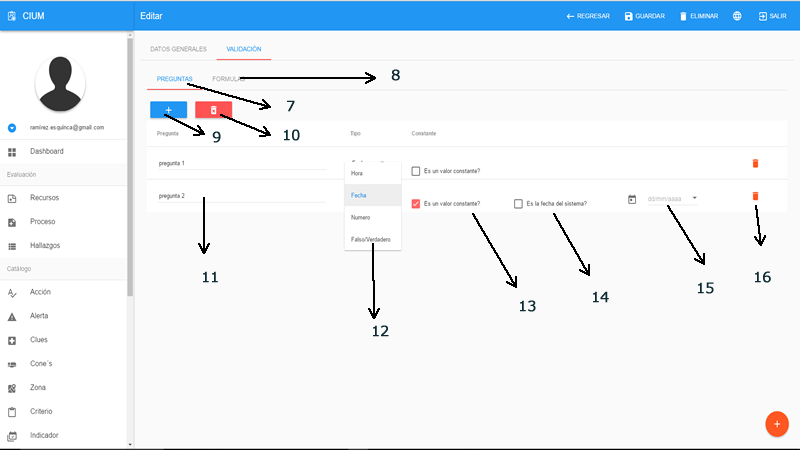 CIUM
Editar
REGRESAR
GUARDAR
ELIMINAR
SALIR
DATOS GENERALES
VALIDACIÓN
PREGUNTAS
FORMULAS
8
7
9
10
ramirez.esquinca@gmail.com
Dashboard
Evaluación
Recursos
Proceso
Hallazgos
Catálogo
Acción
Alerta
Clues
Cone´s
Zona
Criterio
Indicador
Pregunta
Tipo
Constante
pregunta 1
Es un valor constante?
pregunta 2
Hora
Fecha
Numero
Falso/Verdadero
Es un valor constante?
Es la fecha del sistema?
dd/mm/aaaa
11
12
13
14
15
16